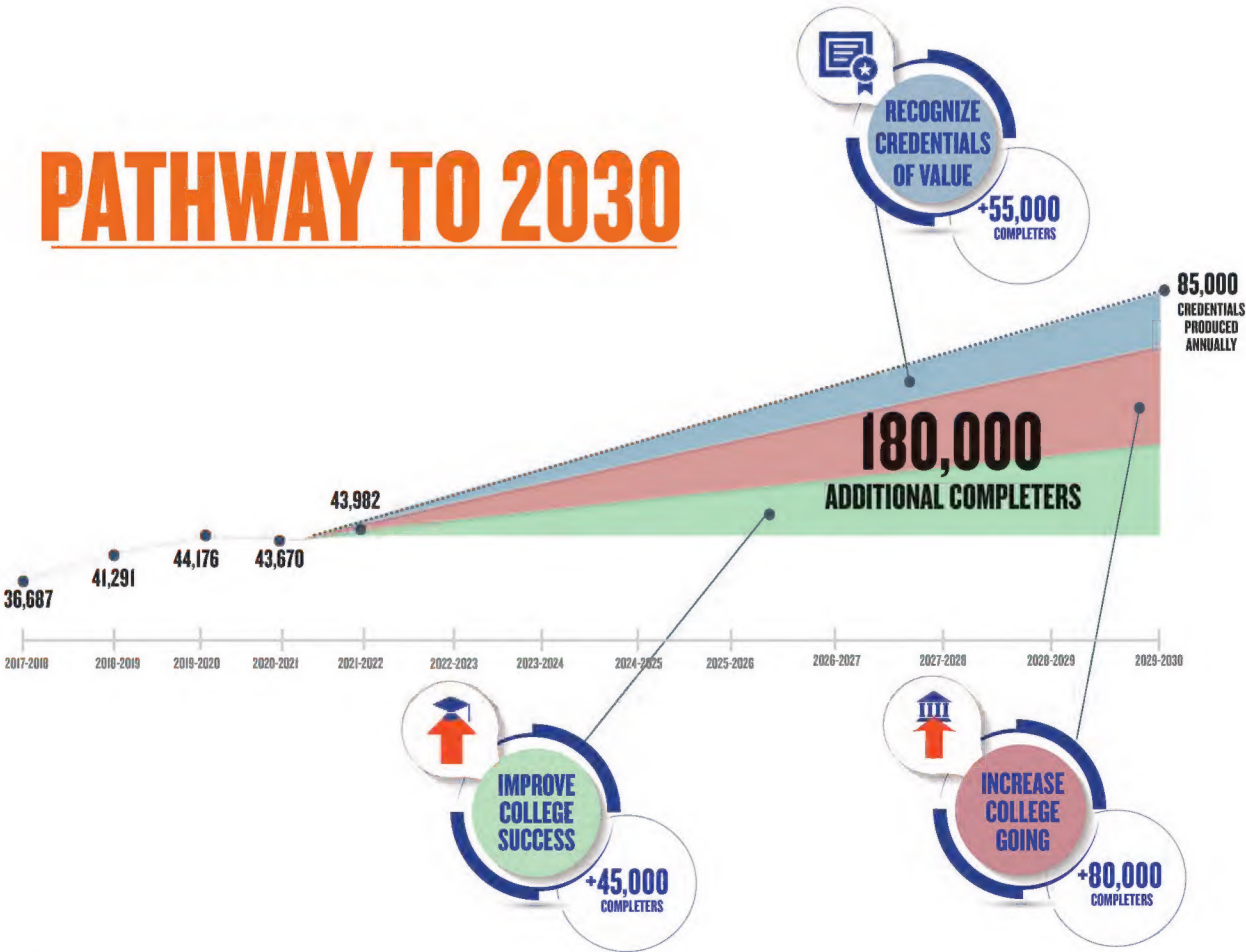 PATHWAY TO 2030
RECOGNIZE
CREDENTIALS
OF VALUE
+55,000
COMPLETERS
85,000
CREDENTIALS
PRODUCED
ANNUALLY
180,000
ADDITIONAL COMPLETERS
43,982
44,176
43,670
41,291
36,687
2017-2018
2018-2019
2019-2020
2020-2021
2021-2022
2022-2023
2023-2024
2024-2025
2025-2026
2026-2027
2027-2028
2028-2029
2029-2030
IMPROVE
COLLEGE
SUCCESS
+45,000
COMPLETERS
INCREASE
COLLEGE
GOING
+80,000
COMPLETERS